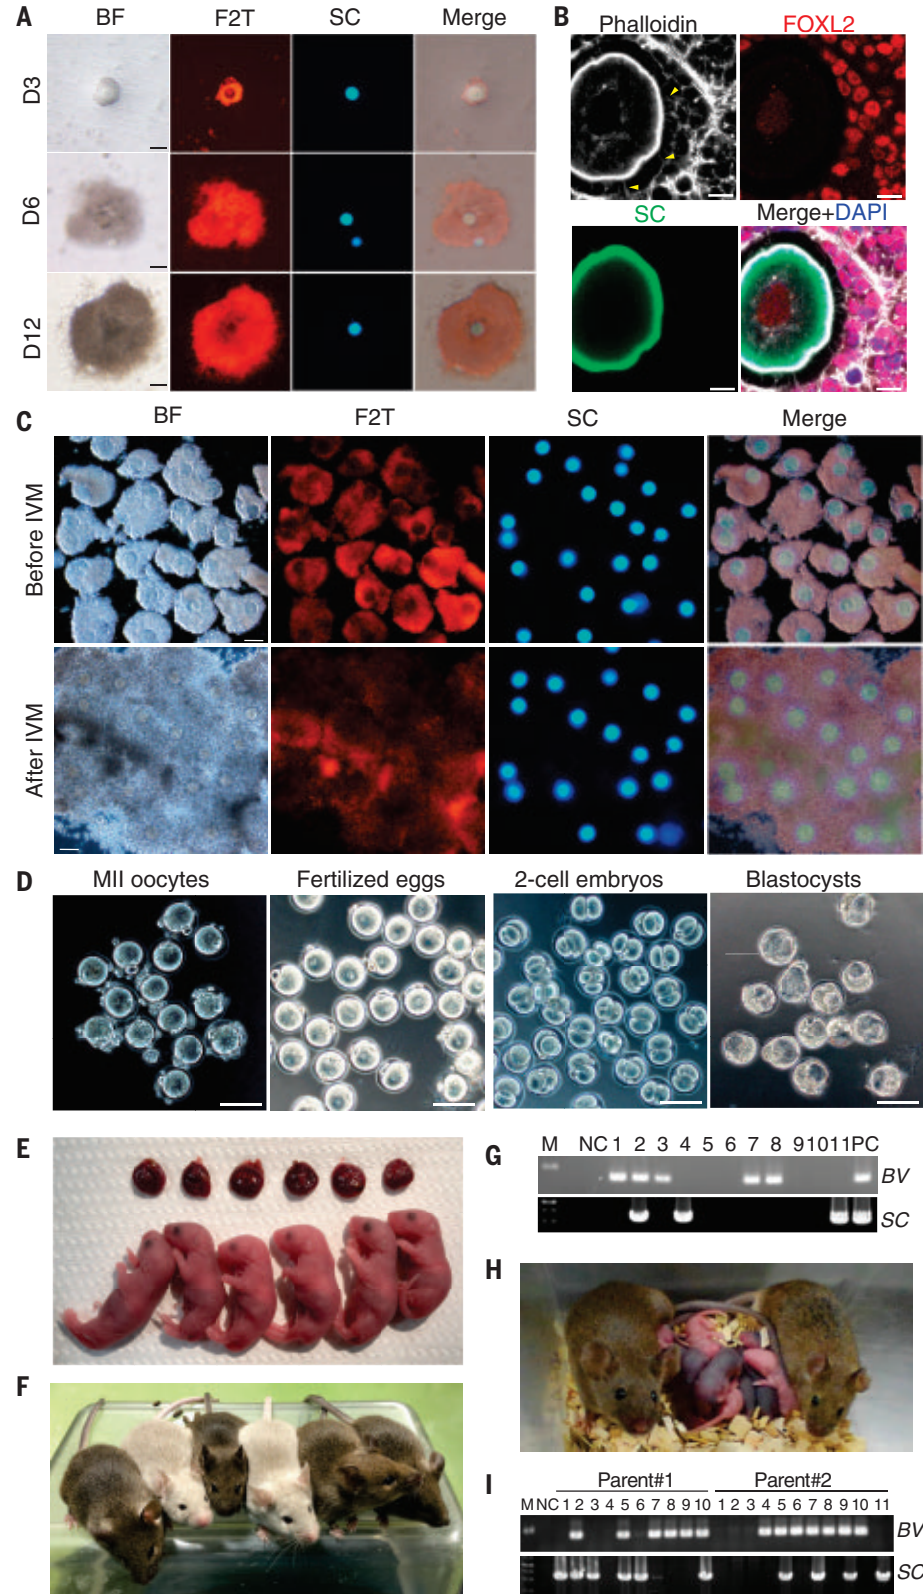 A
BF F2T SC Merge
D3
D6
D12
B
Phalloidin FOXL2
SC Merge+DAPI
C
BF F2T SC Merge
Before IVM
After IVM
D
MII oocytes Fertilized eggs 2-cell embryos Blastocysts
E
F
G
M NC 1 2 3 4 5 6 7 8 9 10 11 PC
BV
SC
H
I
Parent#1 Parent#2
M NC 1 2 3 4 5 6 7 8 9 10 1 2 3 4 5 6 7 8 9 10 11
BV
SC